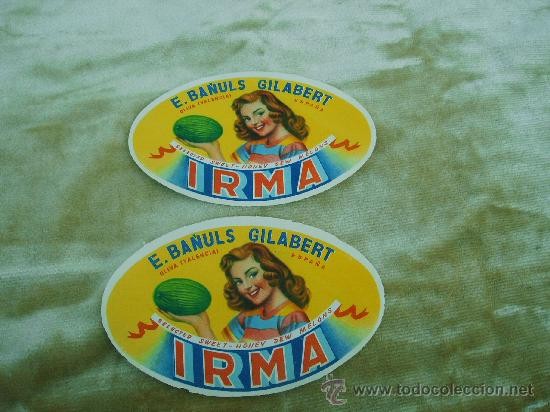 E. BAÑULS GILABERT
OLIVA (VALENCIA)
ESPAÑA
SELECTED SWEET-HONEY DEW MELONS
IRMA
E. BAÑULS GILABERT
OLIVA (VALENCIA)
ESPAÑA
SELECTED SWEET-HONEY DEW MELONS
IRMA
www.todocoleccion.net